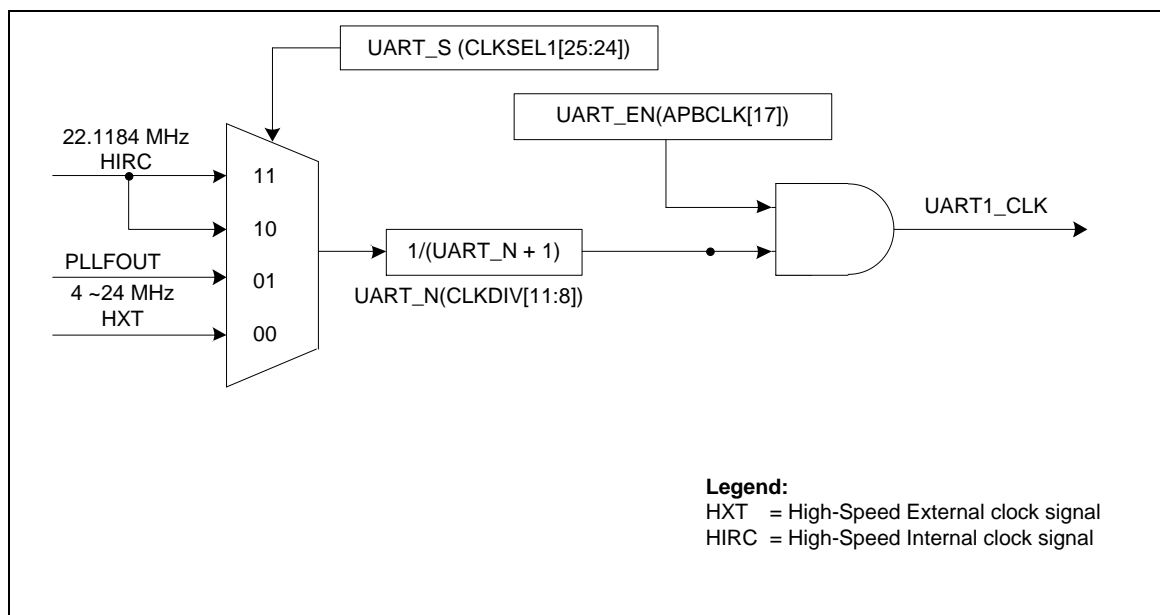 UART_S (CLKSEL1[25:24])
UART_EN(APBCLK[17])
22.1184 MHz
HIRC
11
10
PLLFOUT
01
4 ~24 MHz
HXT
00
1/(UART_N + 1)
UART_N(CLKDIV[11:8])
UART1_CLK
Legend:
HXT = High-Speed External clock signal
HIRC = High-Speed Internal clock signal